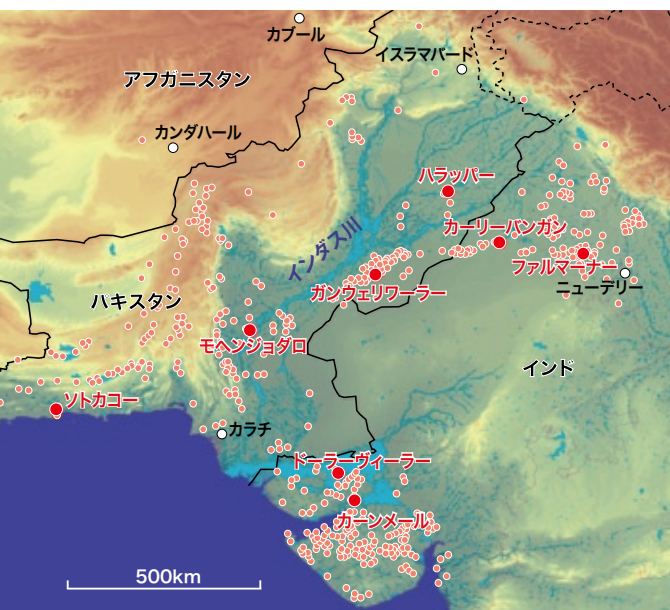 カブール
イスラマバード
アフガニスタン
カンダハール
ハラッパー
カーリーバンガン
インダス川
ファルマーナー
ニューデリー
ガンウェリワーラー
パキスタン
モヘンジョダロ
インド
ソトカコー
カラチ
ドーラーヴィーラー
カーンメール
500km